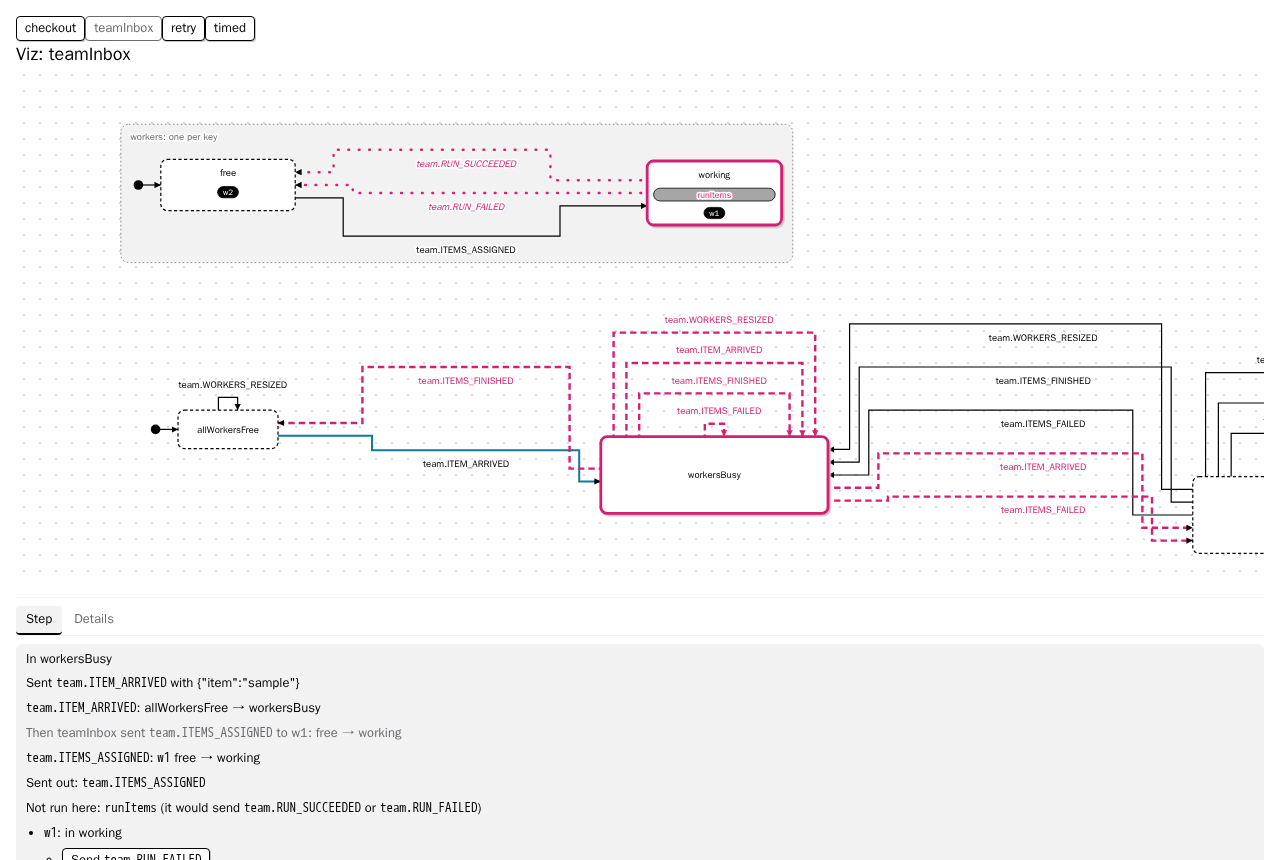 checkout teamInbox retry timed
Viz: teamInbox
workers: one per key
free
w2
team.RUN_SUCCEEDED
team.RUN_FAILED
team.ITEMS_ASSIGNED
working
runItems
w1
team.WORKERS_RESIZED
allWorkersFree
team.ITEMS_FINISHED
team.ITEM_ARRIVED
team.WORKERS_RESIZED
team.ITEM_ARRIVED
team.ITEMS_FINISHED
team.ITEMS_FAILED
workersBusy
team.WORKERS_RESIZED
team.ITEMS_FINISHED
team.ITEMS_FAILED
team.ITEM_ARRIVED
team.ITEMS_FAILED
Step Details
In workersBusy
Sent team.ITEM_ARRIVED with {"item":"sample"}
team.ITEM_ARRIVED: allWorkersFree → workersBusy
Then teamInbox sent team.ITEMS_ASSIGNED to w1: free → working
team.ITEMS_ASSIGNED: w1 free → working
Sent out: team.ITEMS_ASSIGNED
Not run here: runItems (it would send team.RUN_SUCCEEDED or team.RUN_FAILED)
• w1: in working
Send team.RUN_FAILED